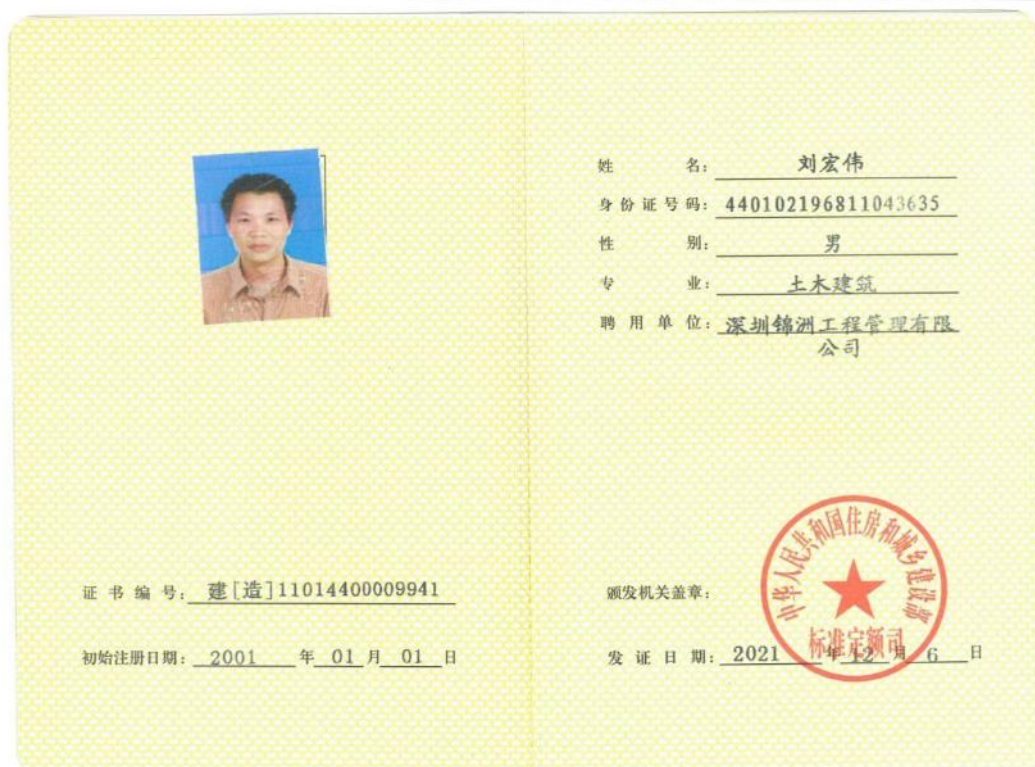 姓 名: 刘宏伟
身份证号码: 440102196811043635
性 别: 男
专 业: 土木建筑
聘用单位: 深圳锦洲工程管理有限
公司
证书编号: 建[造]11014400009941
初始注册日期: 2001 年 01 月 01 日
中华人民共和国住房和城乡建设部
标准定额司
颁发机关盖章:
发证日期: 2021 年 12 月 6 日